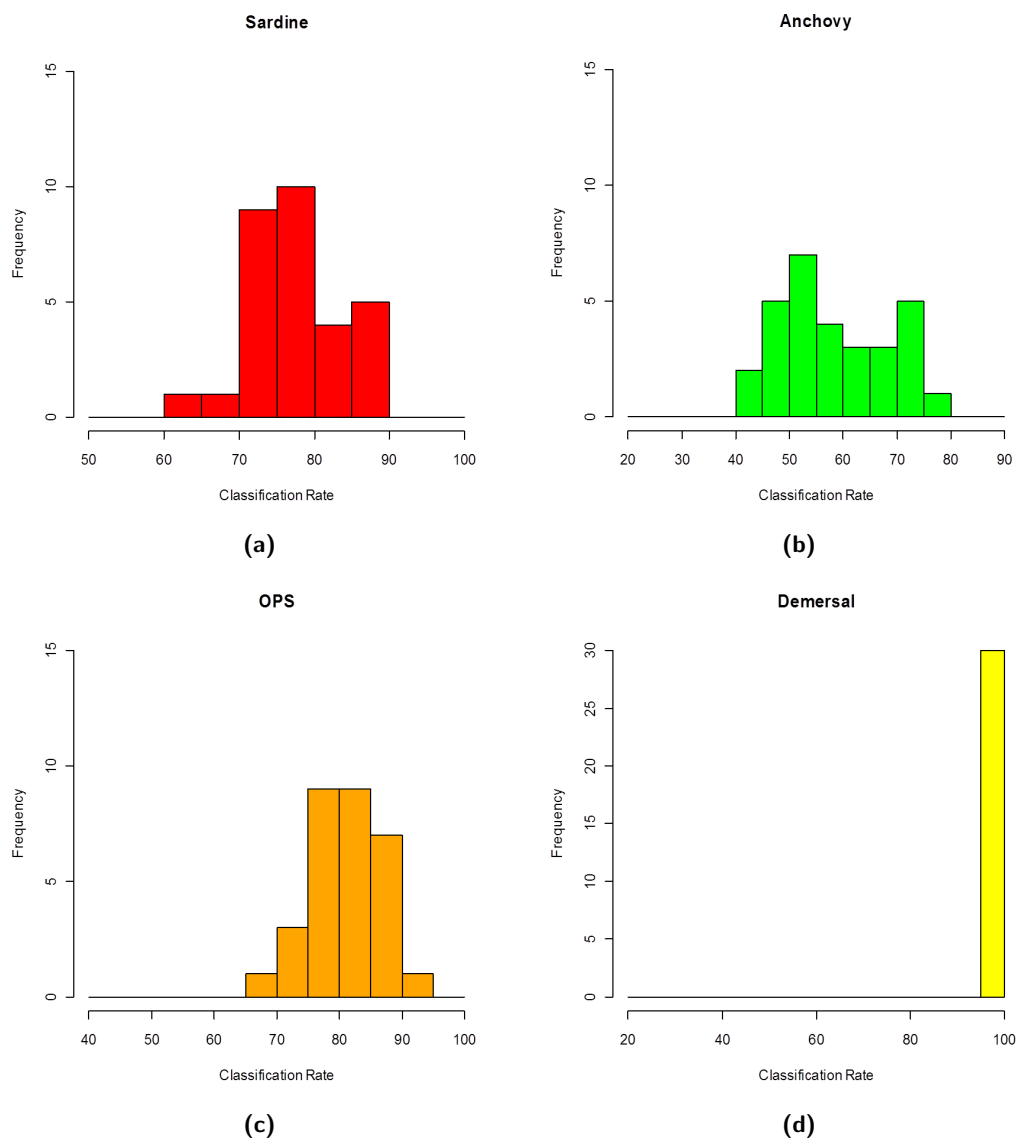 Sardine
15
10
5
0
Frequency
50 60 70 80 90 100
Classification Rate
(a)
Anchovy
15
10
5
0
Frequency
20 30 40 50 60 70 80 90
Classification Rate
(b)
OPS
15
10
5
0
Frequency
40 50 60 70 80 90 100
Classification Rate
(c)
Demersal
30
25
20
15
10
5
0
Frequency
20 40 60 80 100
Classification Rate
(d)